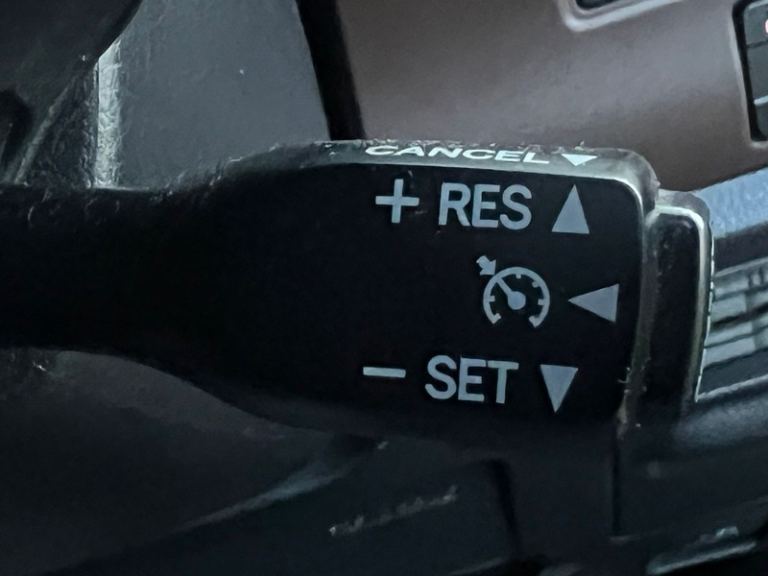 CANCEL ▼
+ RES ▲
◀
− SET ▼